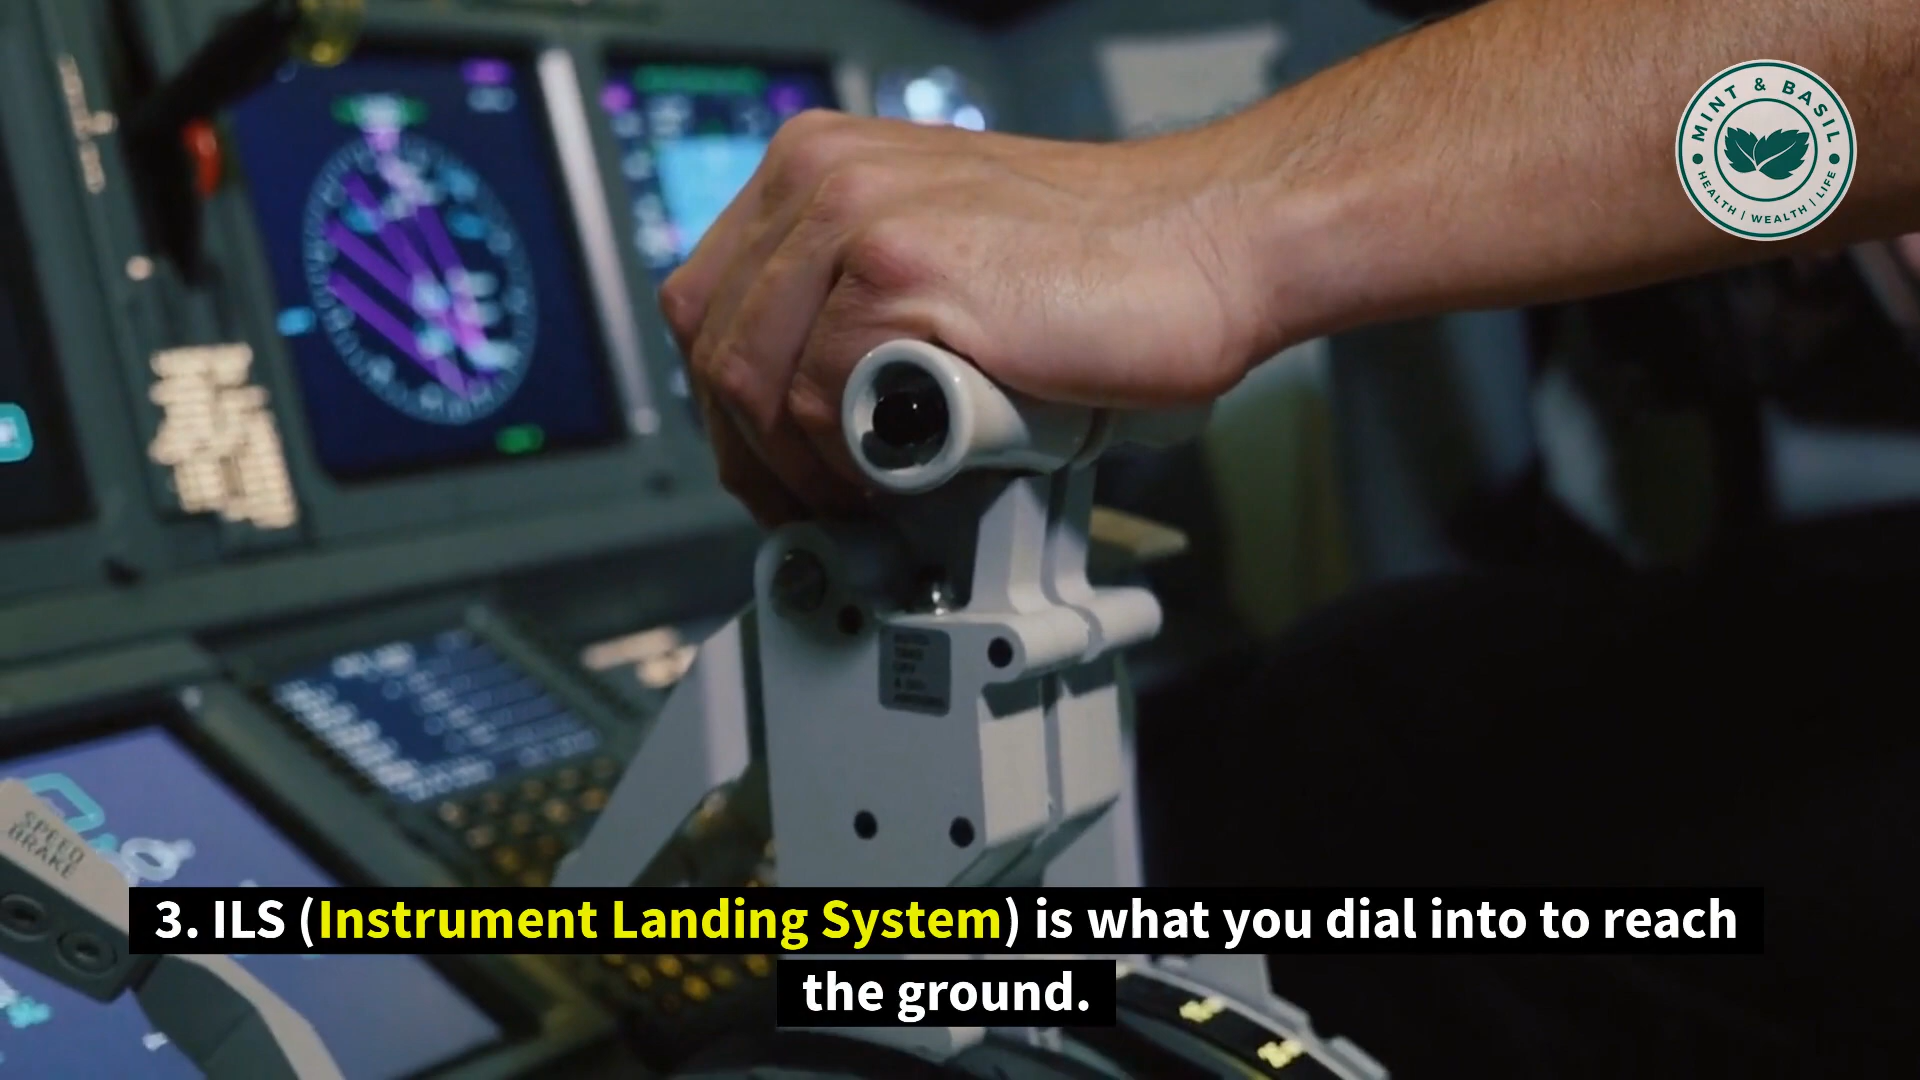 MINT & BASIL
HEALTH | WEALTH | LIFE
SPEED
BRAKE
3. ILS (Instrument Landing System) is what you dial into to reach
the ground.